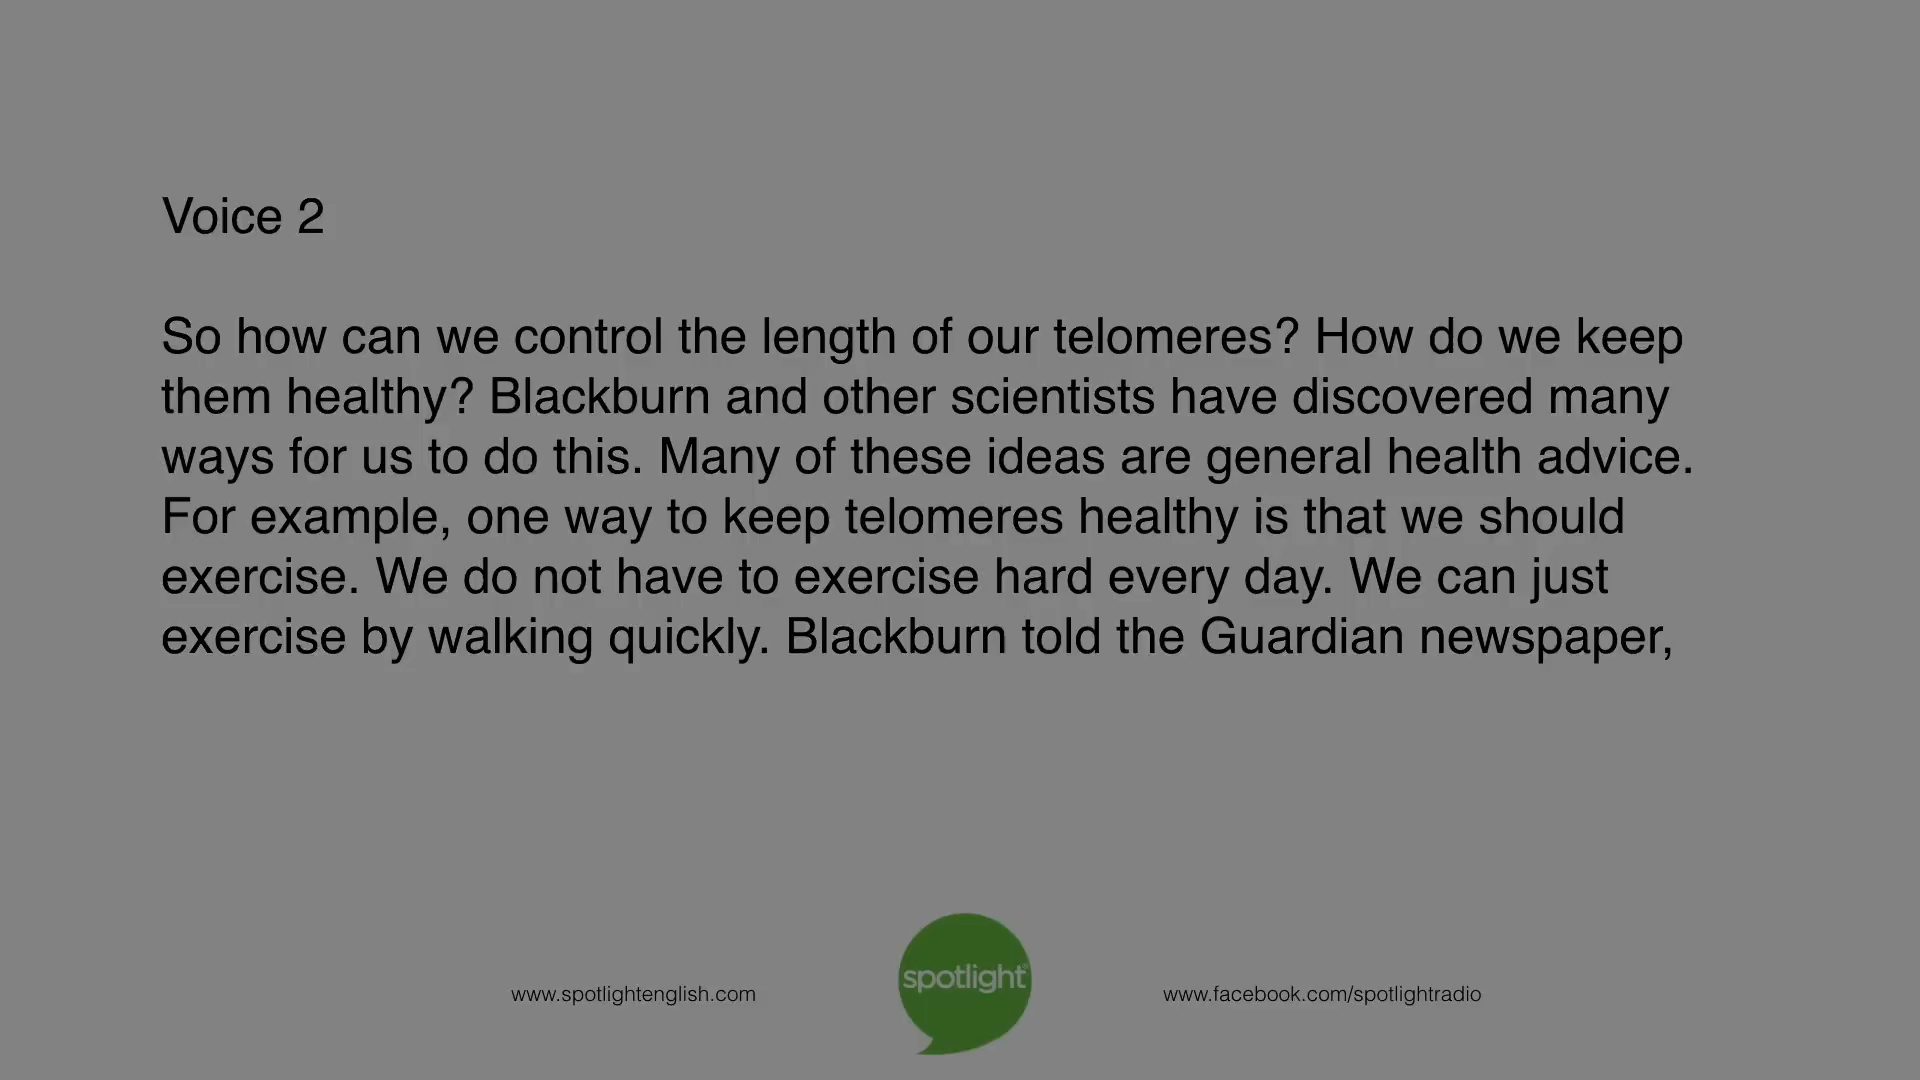 Voice 2
So how can we control the length of our telomeres? How do we keep
them healthy? Blackburn and other scientists have discovered many
ways for us to do this. Many of these ideas are general health advice.
For example, one way to keep telomeres healthy is that we should
exercise. We do not have to exercise hard every day. We can just
exercise by walking quickly. Blackburn told the Guardian newspaper,
spotlight®
www.spotlightenglish.com
www.facebook.com/spotlightradio